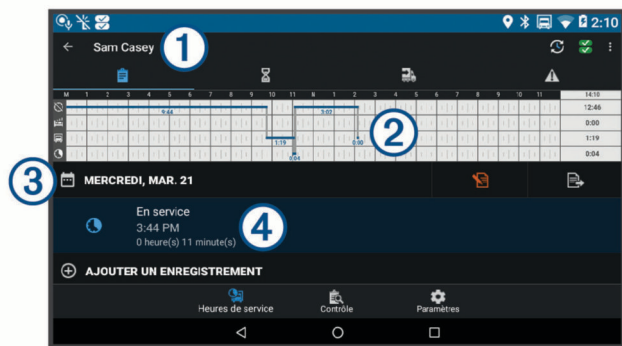 2:10
Sam Casey
1
M 1 2 3 4 5 6 7 8 9 10 11 N 1 2 3 4 5 6 7 8 9 10 11 14:10
9:44 3:02 12:46
0:00
1:19 0:00 1:19
0:04 0:04
2
3 MERCREDI, MAR. 21
En service
3:44 PM
0 heure(s) 11 minute(s)
4
AJOUTER UN ENREGISTREMENT
Heures de service Contrôle Paramètres